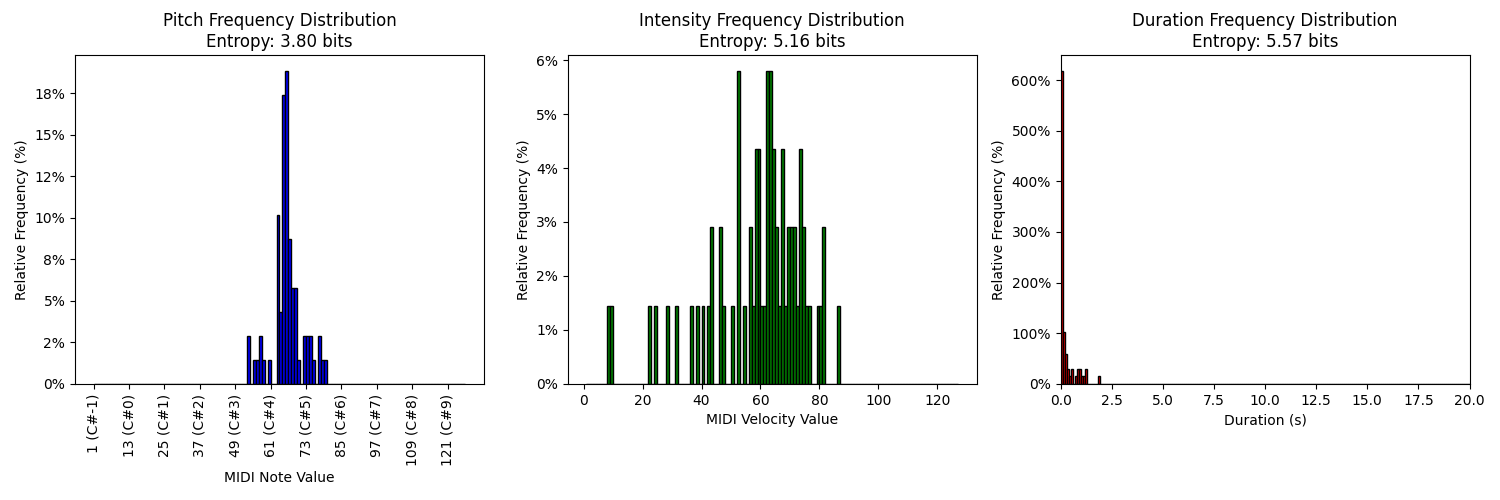 Pitch Frequency Distribution
Entropy: 3.80 bits
Relative Frequency (%)
18%
15%
12%
10%
8%
5%
2%
0%
1 (C#-1)
13 (C#0)
25 (C#1)
37 (C#2)
49 (C#3)
61 (C#4)
73 (C#5)
85 (C#6)
97 (C#7)
109 (C#8)
121 (C#9)
MIDI Note Value
Intensity Frequency Distribution
Entropy: 5.16 bits
Relative Frequency (%)
6%
5%
4%
3%
2%
1%
0%
0 20 40 60 80 100 120
MIDI Velocity Value
Duration Frequency Distribution
Entropy: 5.57 bits
Relative Frequency (%)
600%
500%
400%
300%
200%
100%
0%
0.0 2.5 5.0 7.5 10.0 12.5 15.0 17.5 20.0
Duration (s)